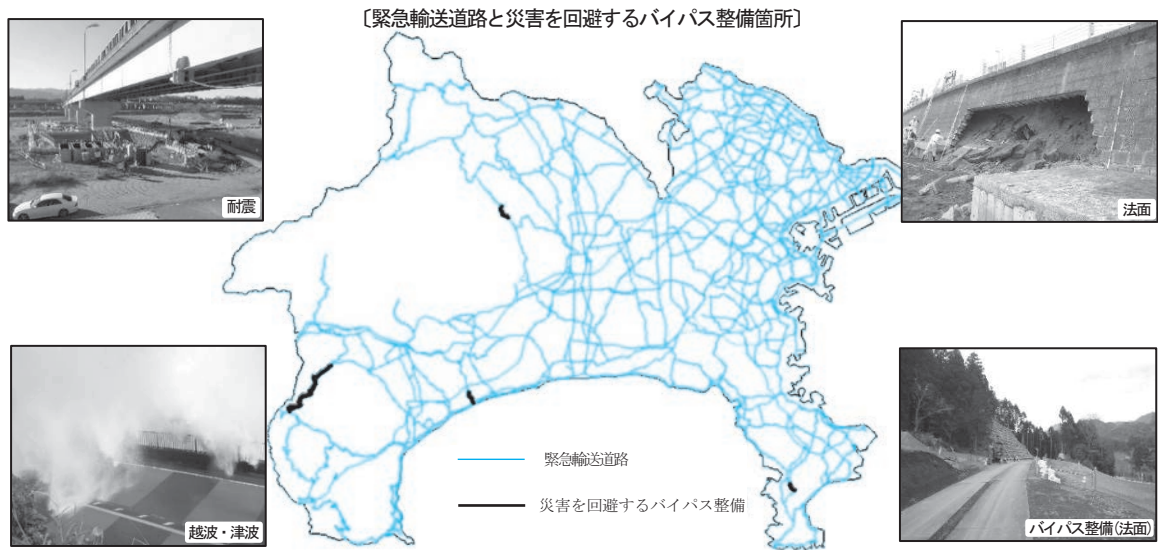 〔緊急輸送道路と災害を回避するバイパス整備箇所〕
耐震
法面
越波・津波
緊急輸送道路
災害を回避するバイパス整備
バイパス整備(法面)